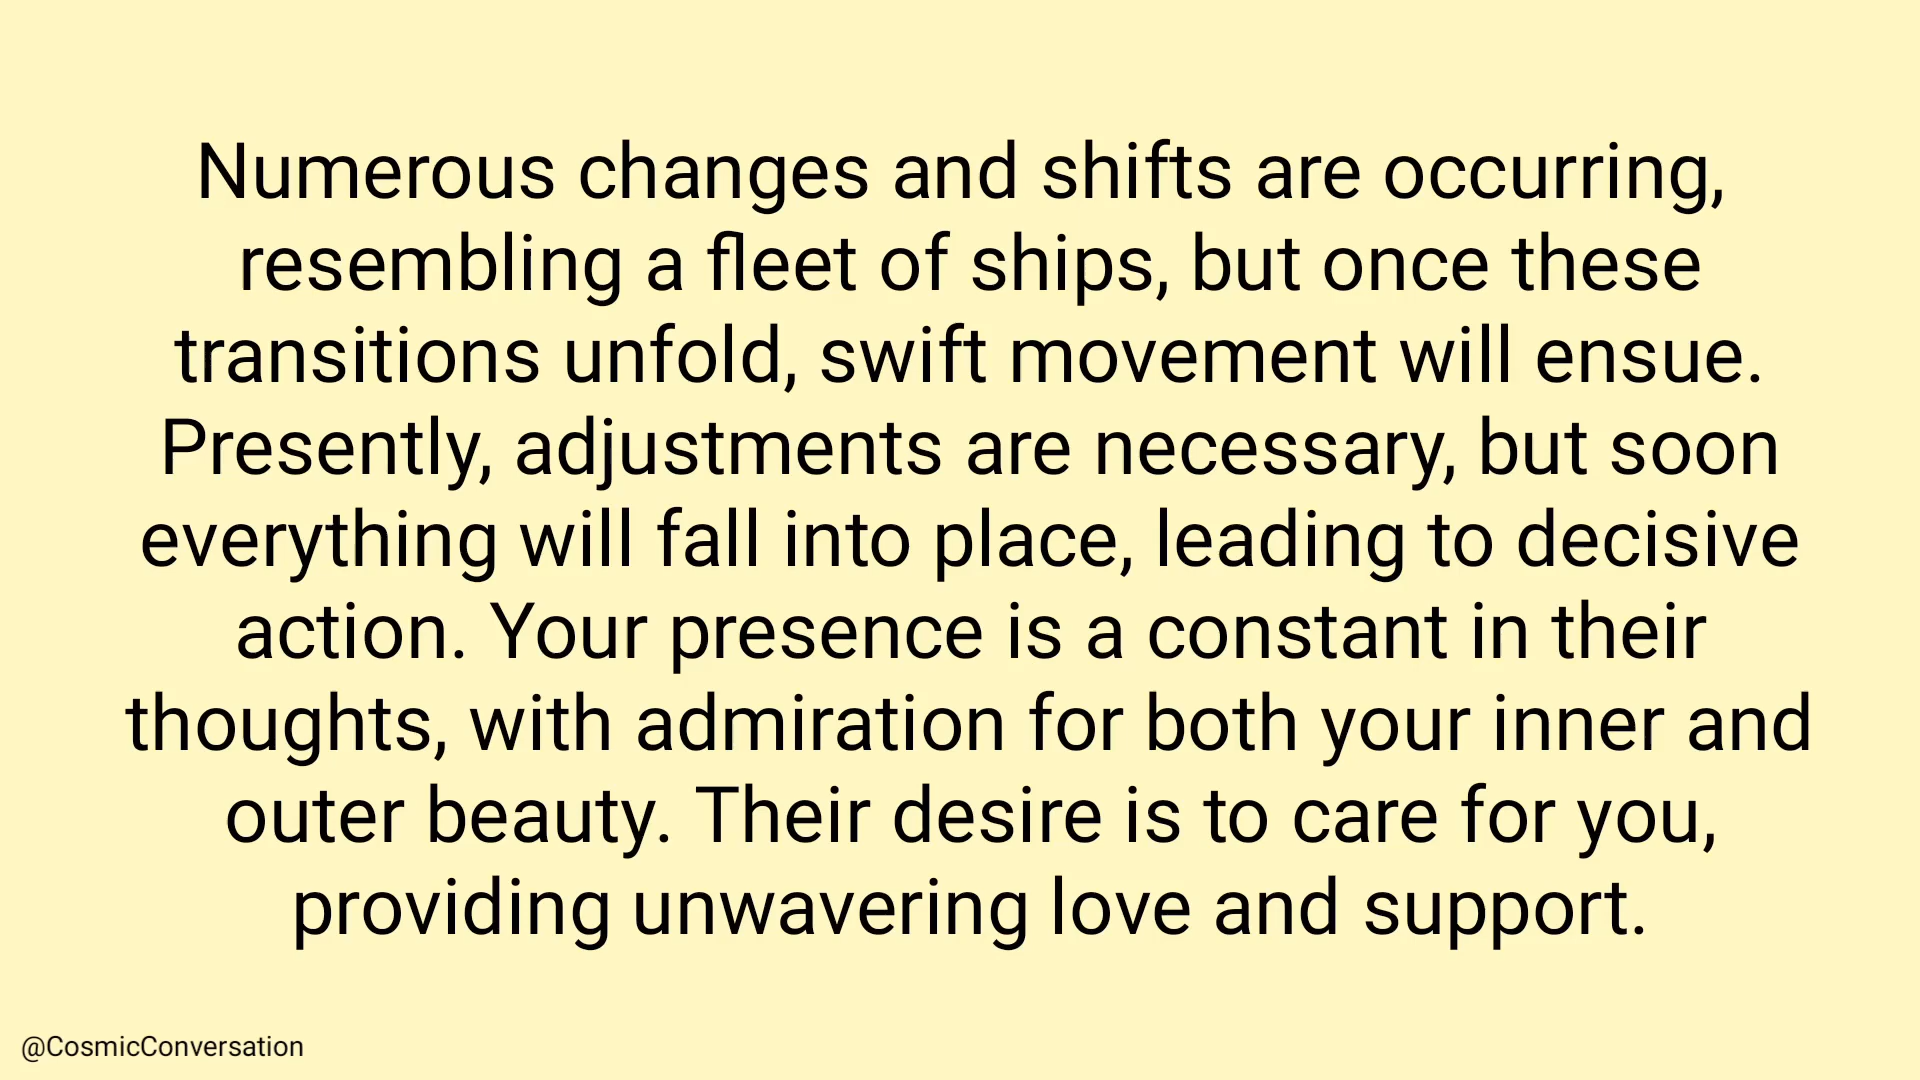 Numerous changes and shifts are occurring,
resembling a fleet of ships, but once these
transitions unfold, swift movement will ensue.
Presently, adjustments are necessary, but soon
everything will fall into place, leading to decisive
action. Your presence is a constant in their
thoughts, with admiration for both your inner and
outer beauty. Their desire is to care for you,
providing unwavering love and support.
@CosmicConversation